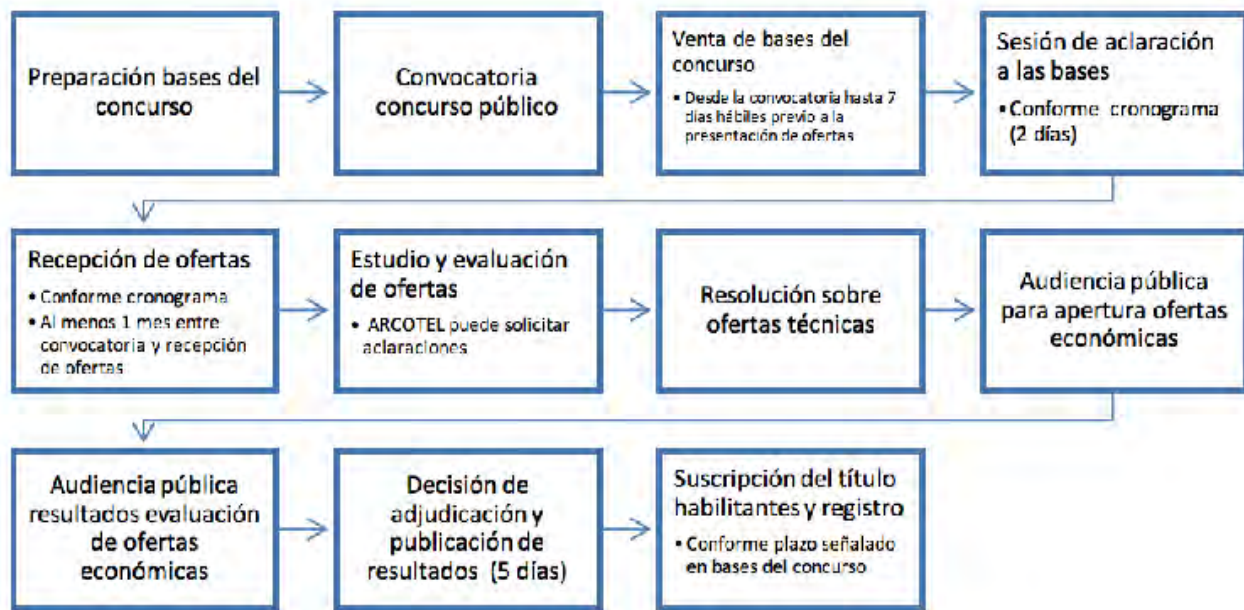 Preparación bases del
concurso
Convocatoria
concurso público
Venta de bases del
concurso
• Desde la convocatoria hasta 7
días hábiles previo a la
presentación de ofertas
Sesión de aclaración
a las bases
• Conforme cronograma
(2 días)
Recepción de ofertas
• Conforme cronograma
• Al menos 1 mes entre
convocatoria y recepción
de ofertas
Estudio y evaluación
de ofertas
• ARCOTEL puede solicitar
aclaraciones
Resolución sobre
ofertas técnicas
Audiencia pública
para apertura ofertas
económicas
Audiencia pública
resultados evaluación
de ofertas
económicas
Decisión de
adjudicación y
publicación de
resultados (5 días)
Suscripción del título
habilitantes y registro
• Conforme plazo señalado
en bases del concurso